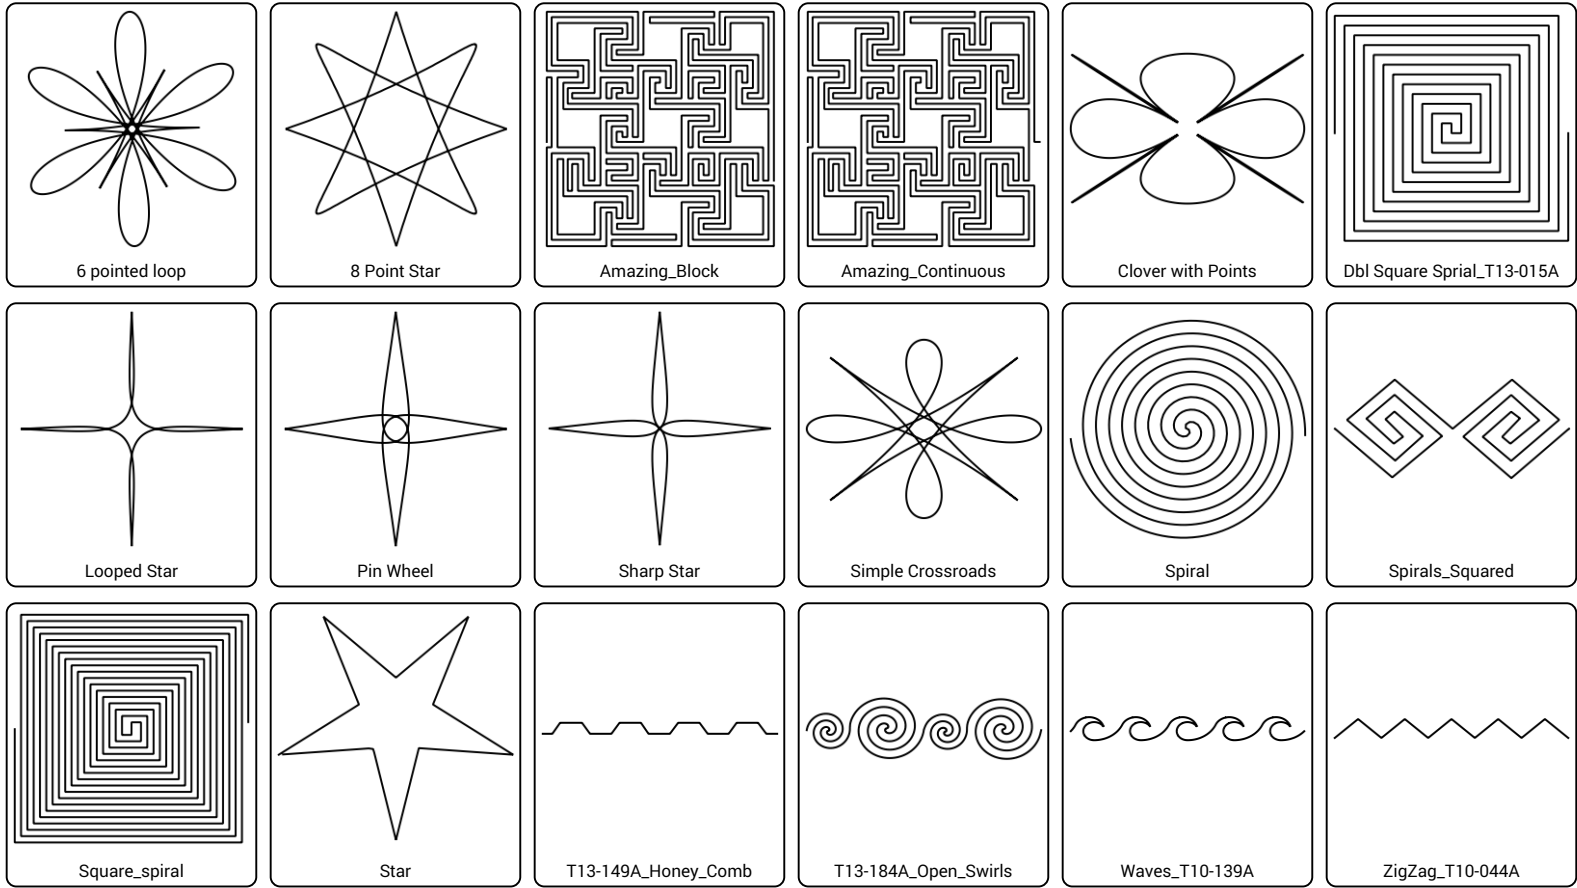 6 pointed loop
8 Point Star
Amazing_Block
Amazing_Continuous
Clover with Points
Dbl Square Sprial_T13-015A
Looped Star
Pin Wheel
Sharp Star
Simple Crossroads
Spiral
Spirals_Squared
Square_spiral
Star
T13-149A_Honey_Comb
T13-184A_Open_Swirls
Waves_T10-139A
ZigZag_T10-044A